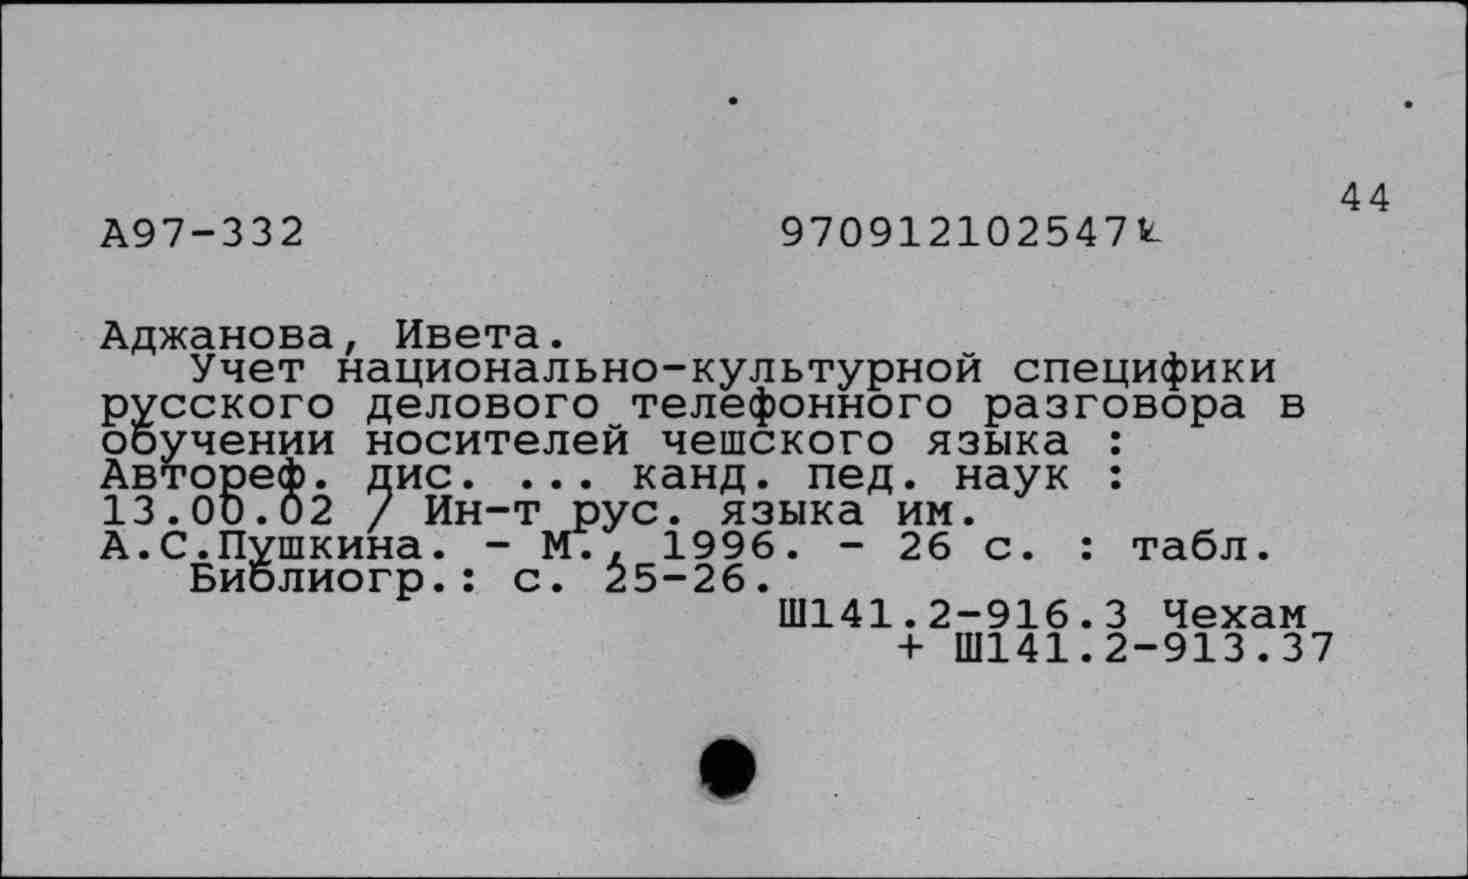 44
А97-332 970912102547
Аджанова, Ивета.
Учет национально-культурной специфики
русского делового телефонного разговора в
обучении носителей чешского языка :
Автореф. дис. ... канд. пед. наук :
13.00.02 / Ин-т рус. языка им.
А.С.Пушкина. - М., 1996. - 26 с. : табл.
Библиогр.: с. 25-26.
Ш141.2-916.3 Чехам
+ Ш141.2-913.37